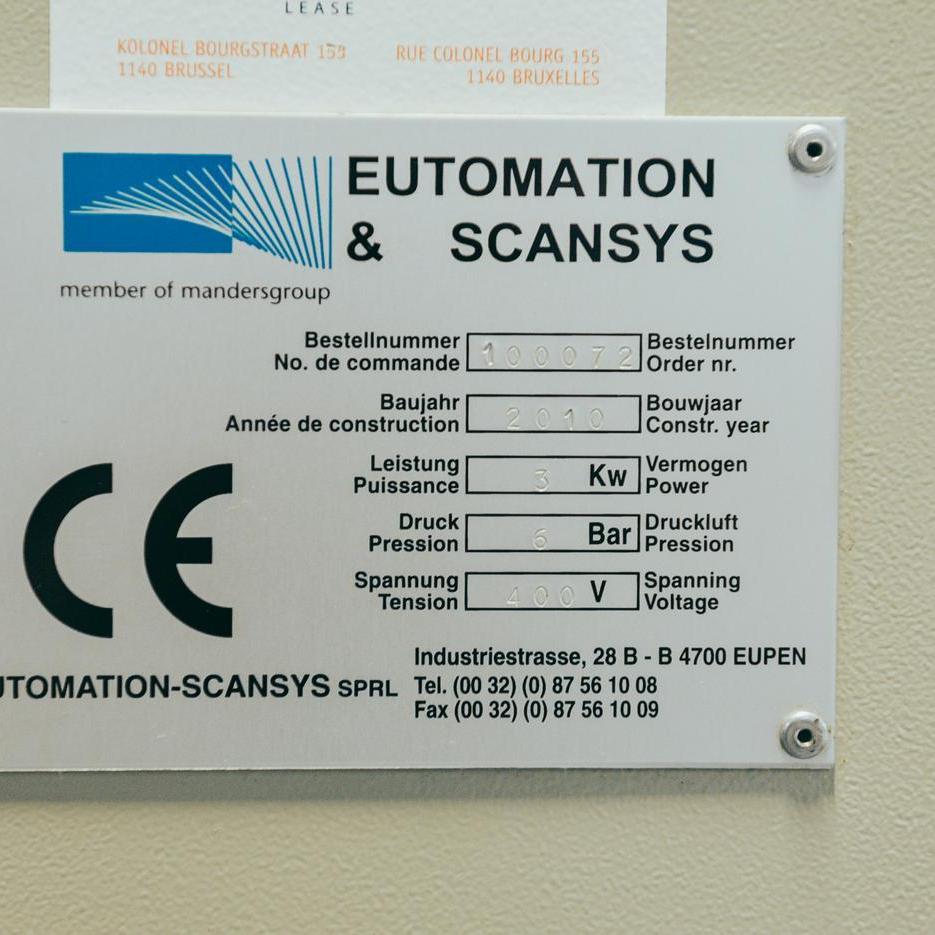 LEASE
KOLONEL BOURGSTRAAT 155 RUE COLONEL BOURG 155
1140 BRUSSEL 1140 BRUXELLES
EUTOMATION
& SCANSYS
member of mandersgroup
Bestellnummer Bestelnummer
No. de commande 100072 Order nr.
Baujahr Bouwjaar
Année de construction 2010 Constr. year
Leistung Vermogen
Puissance 3 Kw Power
Druck Druckluft
Pression 6 Bar Pression
Spannung Spanning
Tension 400 V Voltage
CE
Industriestrasse, 28 B - B 4700 EUPEN
UTOMATION-SCANSYS SPRL Tel. (00 32) (0) 87 56 10 08
Fax (00 32) (0) 87 56 10 09